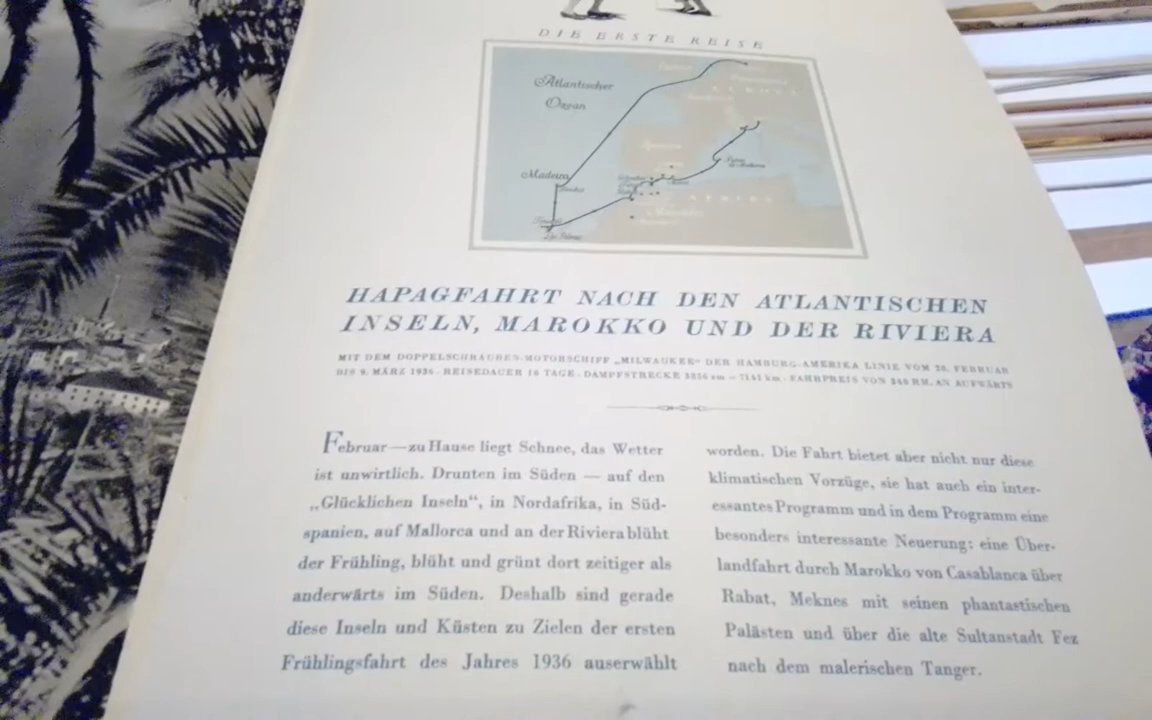 DIE ERSTE REISE
Atlantischer
Ozean
Madeira
HAPAGFAHRT NACH DEN ATLANTISCHEN
INSELN, MAROKKO UND DER RIVIERA
MIT DEM DOPPELSCHRAUBEN-MOTORSCHIFF „MILWAUKEE“ DER HAMBURG-AMERIKA LINIE VOM
BIS 9. MÄRZ 1936 · REISEDAUER TAGE · DAMPFSTRECKE sm = km · FAHRPREIS VON RM. AN AUFWÄRTS
Februar — zu Hause liegt Schnee, das Wetter
ist unwirtlich. Drunten im Süden — auf den
„Glücklichen Inseln“, in Nordafrika, in Süd-
spanien, auf Mallorca und an der Riviera blüht
der Frühling, blüht und grünt dort zeitiger als
anderwärts im Süden. Deshalb sind gerade
diese Inseln und Küsten zu Zielen der ersten
Frühlingsfahrt des Jahres 1936 auserwählt
worden. Die Fahrt bietet aber nicht nur diese
klimatischen Vorzüge, sie hat auch ein inter-
essantes Programm und in dem Programm eine
besonders interessante Neuerung: eine Über-
landfahrt durch Marokko von Casablanca über
Rabat, Meknes mit seinen phantastischen
Palästen und über die alte Sultanstadt Fez
nach dem malerischen Tanger.